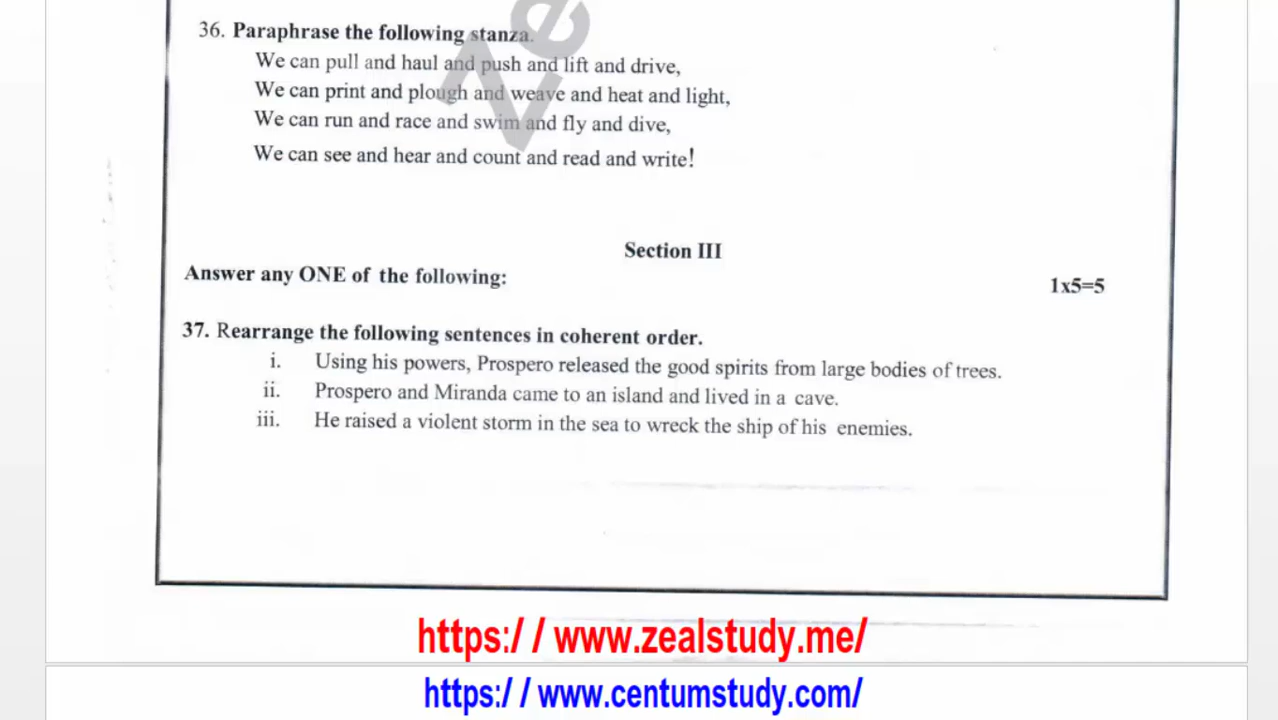 36. Paraphrase the following stanza.
We can pull and haul and push and lift and drive,
We can print and plough and weave and heat and light,
We can run and race and swim and fly and dive,
We can see and hear and count and read and write!
Section III
Answer any ONE of the following:
1x5=5
37. Rearrange the following sentences in coherent order.
i. Using his powers, Prospero released the good spirits from large bodies of trees.
ii. Prospero and Miranda came to an island and lived in a cave.
iii. He raised a violent storm in the sea to wreck the ship of his enemies.
https://www.zealstudy.me/
https://www.centumstudy.com/